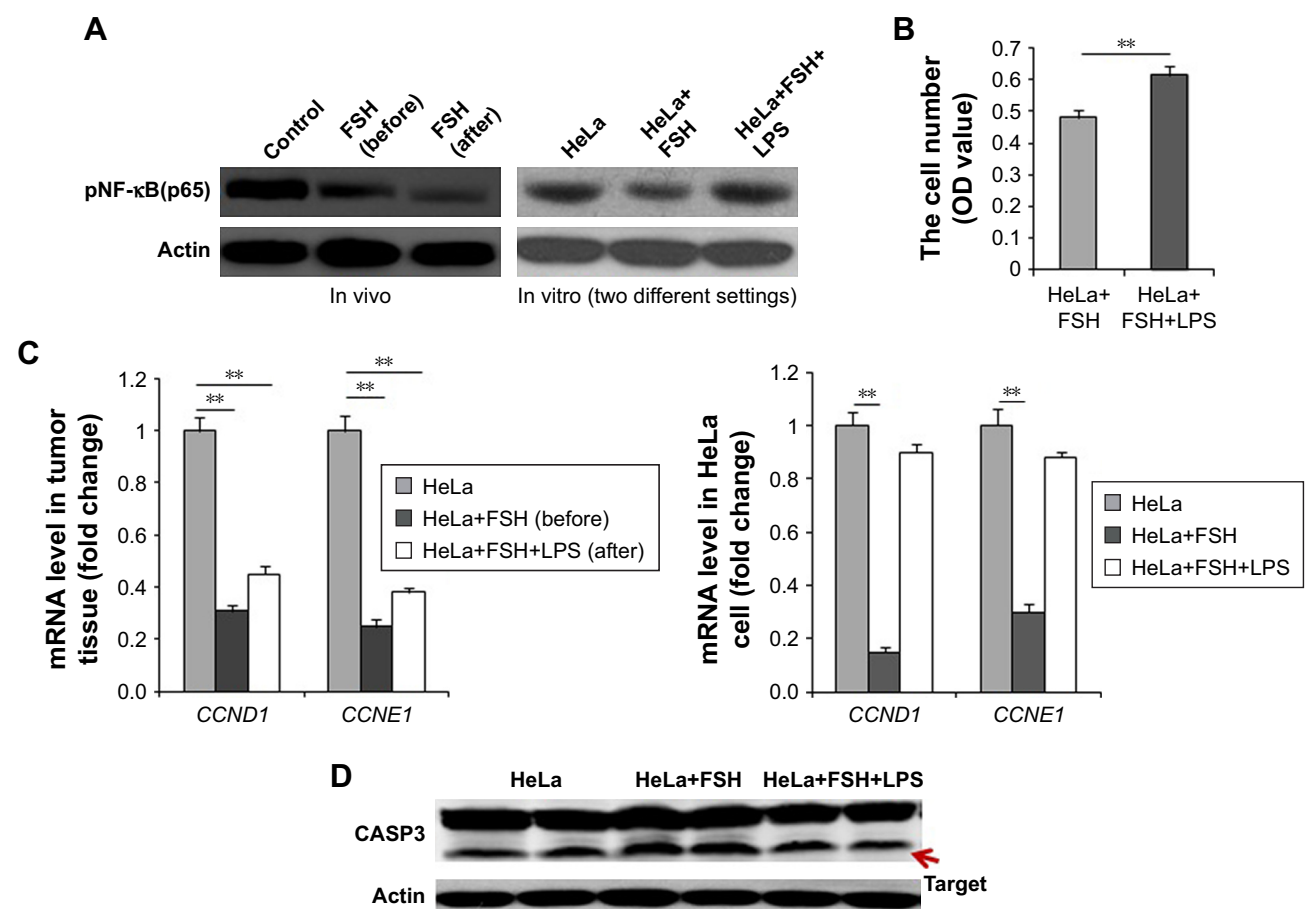 A
Control
FSH
(before)
FSH
(after)
HeLa
HeLa+
FSH
HeLa+FSH+
LPS
pNF-κB(p65)
Actin
In vivo
In vitro (two different settings)
B
The cell number
(OD value)
0.7
0.6
0.5
0.4
0.3
0.2
0.1
0
**
HeLa+
FSH
HeLa+
FSH+LPS
C
mRNA level in tumor
tissue (fold change)
1.2
1
0.8
0.6
0.4
0.2
0.0
**
**
**
**
CCND1
CCNE1
HeLa
HeLa+FSH (before)
HeLa+FSH+LPS (after)
mRNA level in HeLa
cell (fold change)
1.2
1
0.8
0.6
0.4
0.2
0.0
**
**
CCND1
CCNE1
HeLa
HeLa+FSH
HeLa+FSH+LPS
D
HeLa
HeLa+FSH
HeLa+FSH+LPS
CASP3
Target
Actin